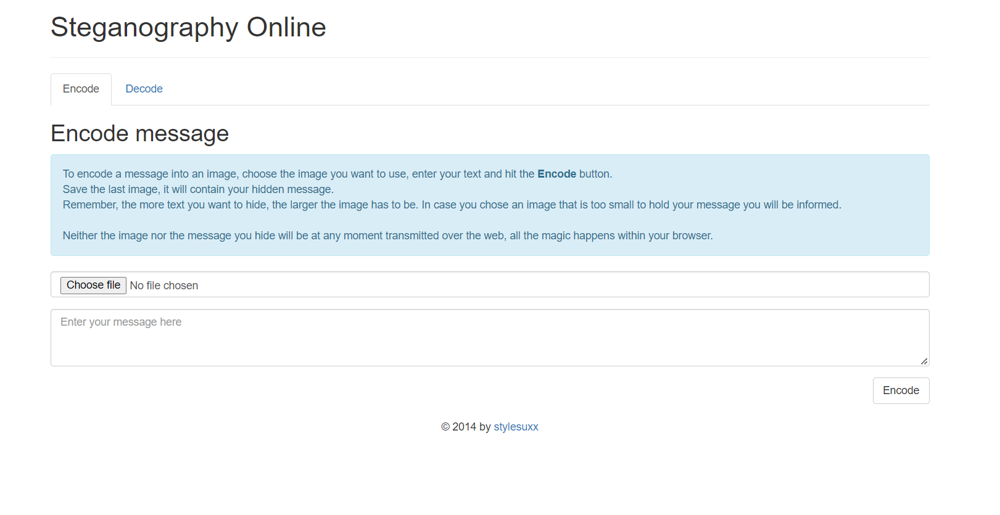 Steganography Online
Encode Decode
Encode message
To encode a message into an image, choose the image you want to use, enter your text and hit the Encode button.
Save the last image, it will contain your hidden message.
Remember, the more text you want to hide, the larger the image has to be. In case you chose an image that is too small to hold your message you will be informed.
Neither the image nor the message you hide will be at any moment transmitted over the web, all the magic happens within your browser.
Choose file No file chosen
Enter your message here
Encode
© 2014 by stylesuxx